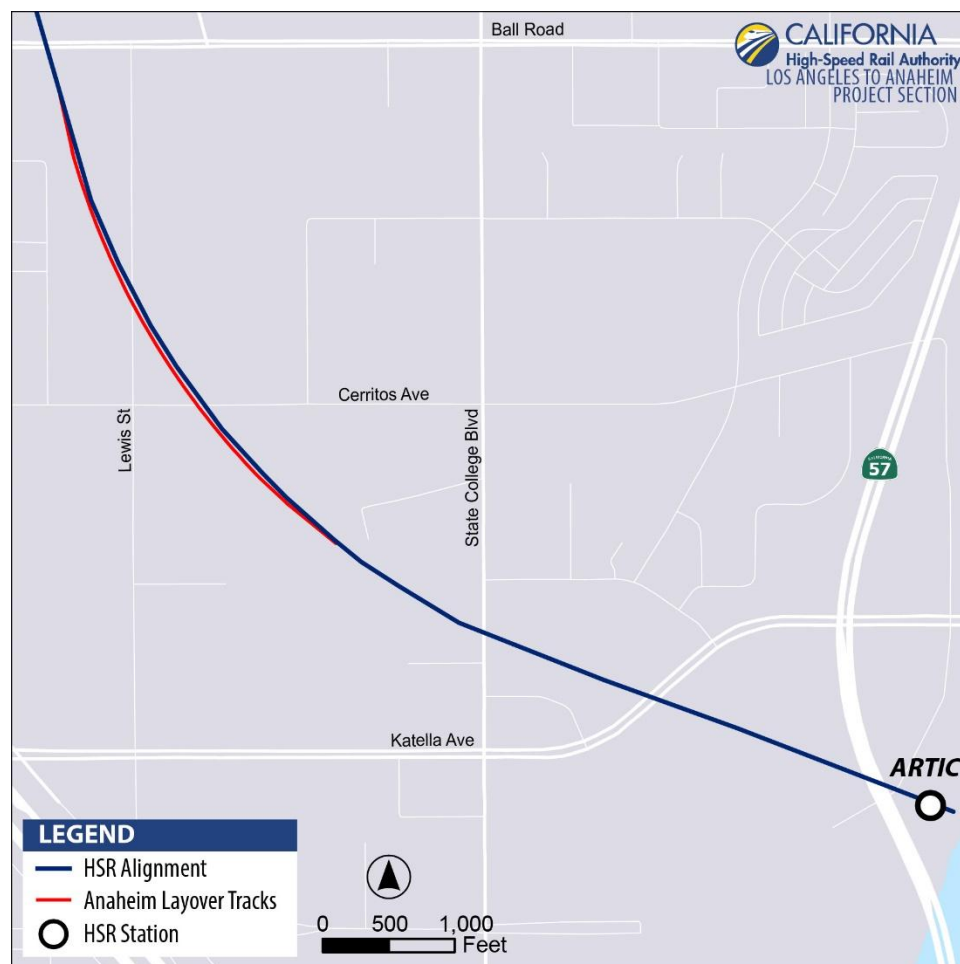 Ball Road
CALIFORNIA
High-Speed Rail Authority
LOS ANGELES TO ANAHEIM
PROJECT SECTION
Cerritos Ave
Lewis St
State College Blvd
CALIFORNIA
57
Katella Ave
ARTIC
LEGEND
HSR Alignment
Anaheim Layover Tracks
HSR Station
0 500 1,000
Feet